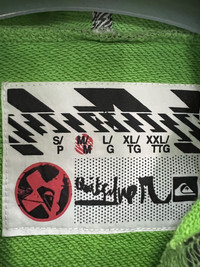 S/ M/ L/ XL/ XXL/
P M G TG TTG
Quiksilver